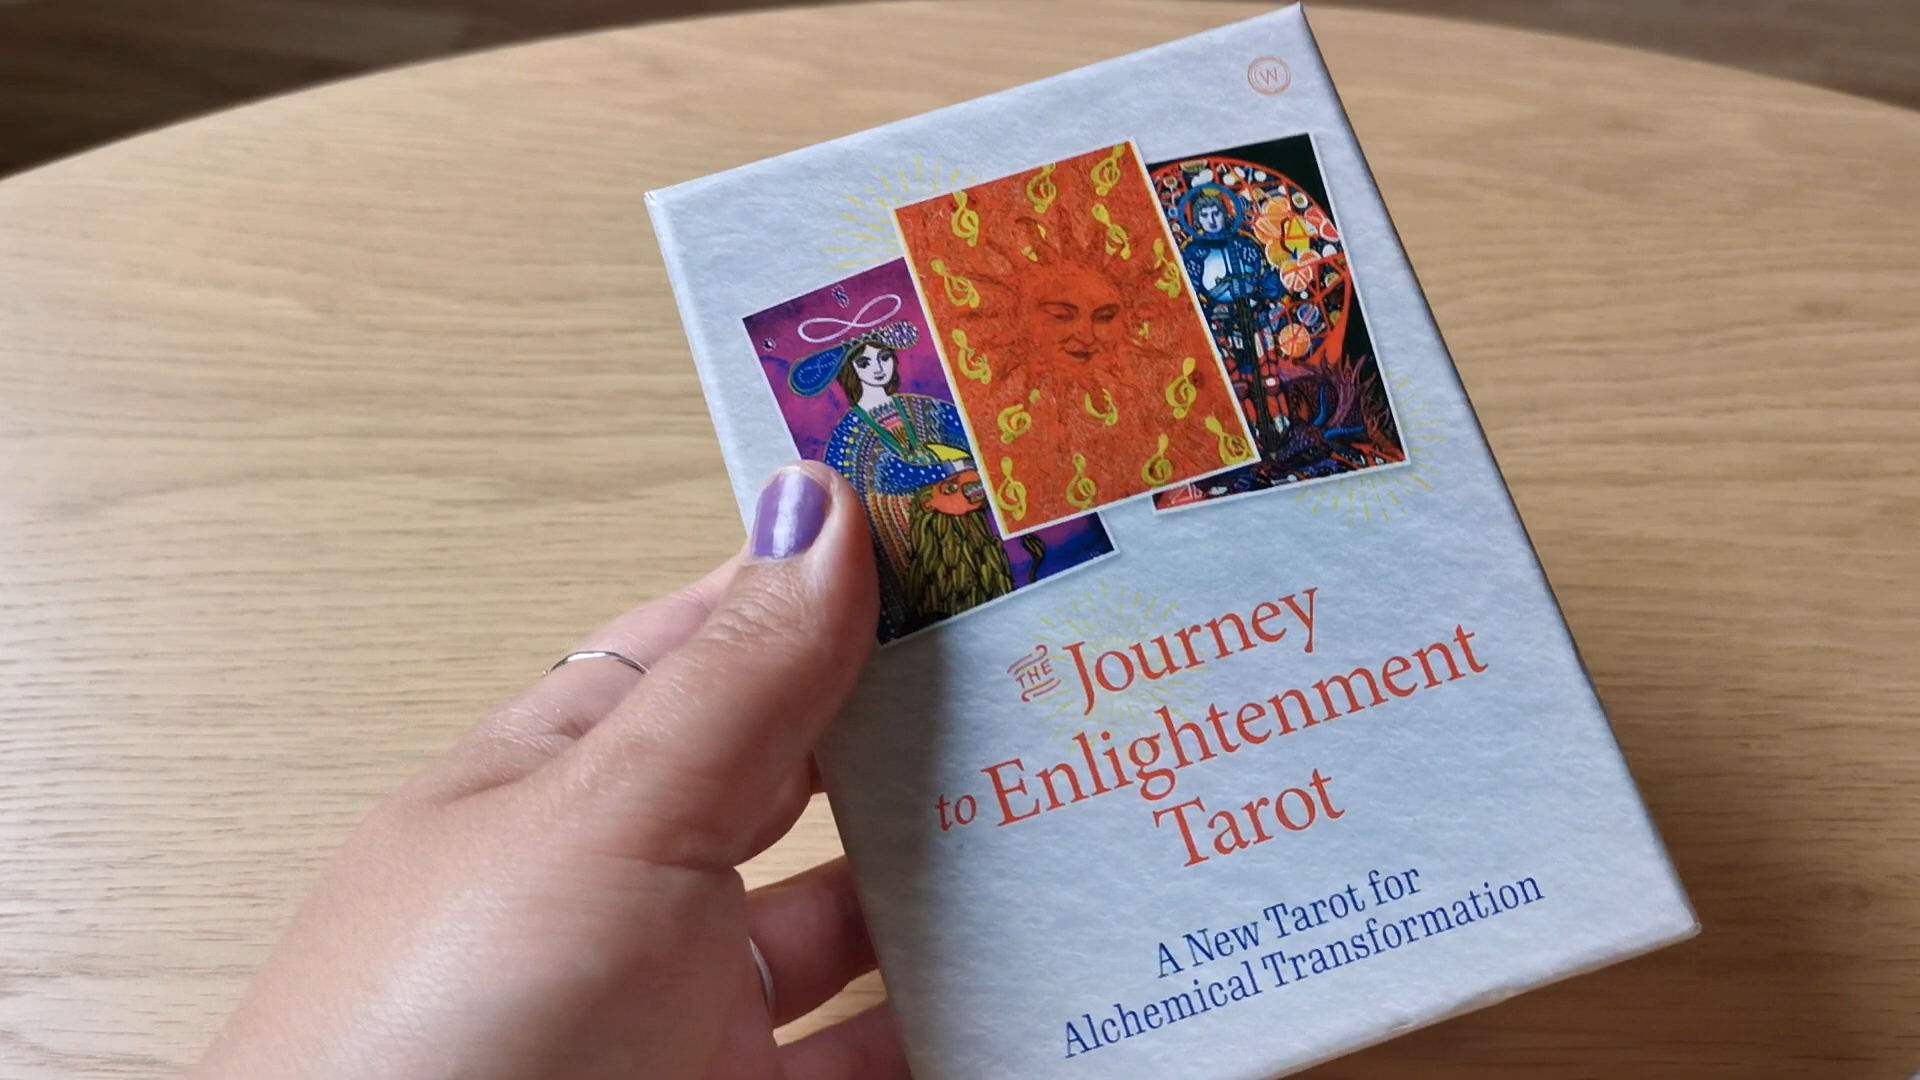 W
THE Journey
to Enlightenment
Tarot
A New Tarot for
Alchemical Transformation